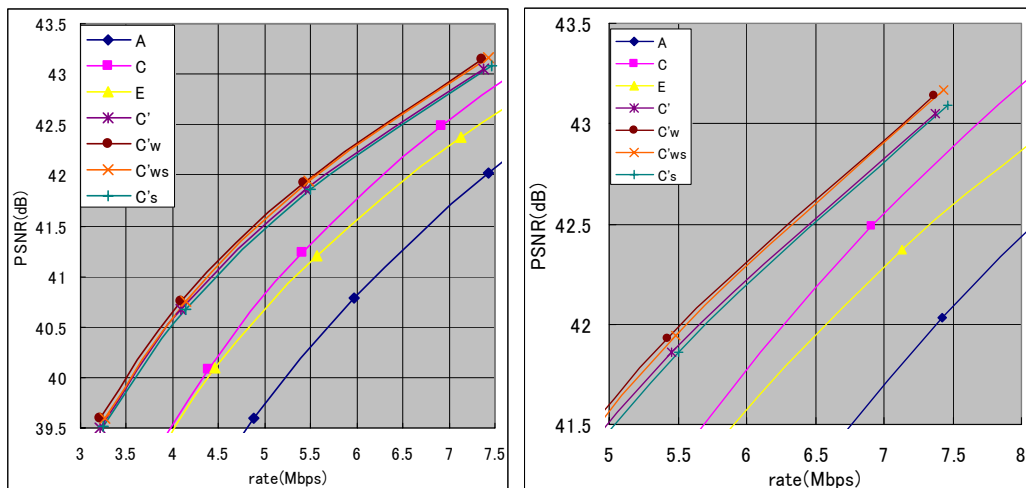 43.5
43
42.5
42
41.5
41
40.5
40
39.5
PSNR(dB)
A
C
E
C'
C'w
C'ws
C's
3 3.5 4 4.5 5 5.5 6 6.5 7 7.5
rate(Mbps)
43.5
43
42.5
42
41.5
PSNR(dB)
A
C
E
C'
C'w
C'ws
C's
5 5.5 6 6.5 7 7.5 8
rate(Mbps)